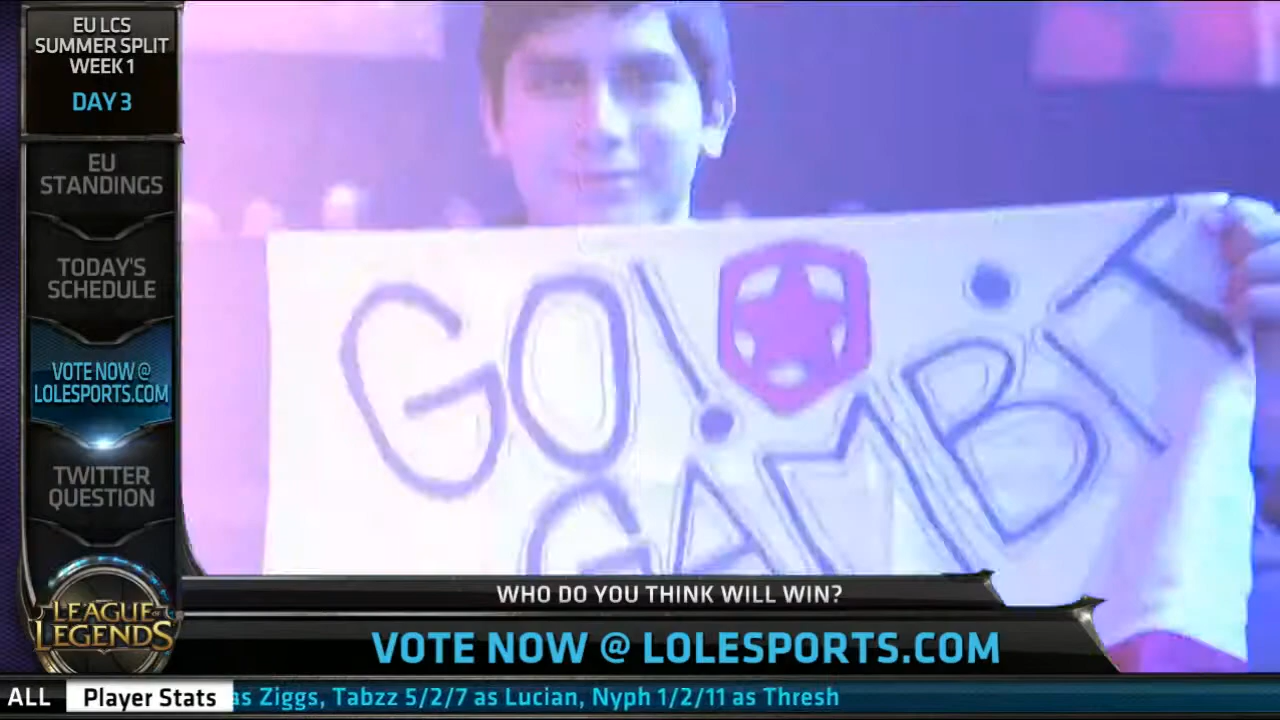 EU LCS
SUMMER SPLIT
WEEK 1
DAY 3
EU
STANDINGS
TODAY'S
SCHEDULE
VOTE NOW @
LOLESPORTS.COM
TWITTER
QUESTION
LEAGUE OF
LEGENDS
GO!
GAMBIT
WHO DO YOU THINK WILL WIN?
VOTE NOW @ LOLESPORTS.COM
ALL Player Stats as Ziggs, Tabzz 5/2/7 as Lucian, Nyph 1/2/11 as Thresh